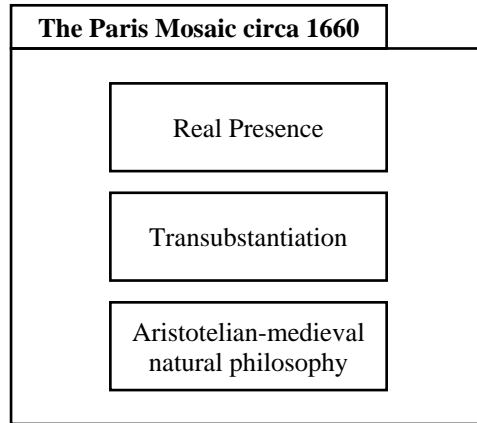 The Paris Mosaic circa 1660
Real Presence
Transubstantiation
Aristotelian-medieval
natural philosophy